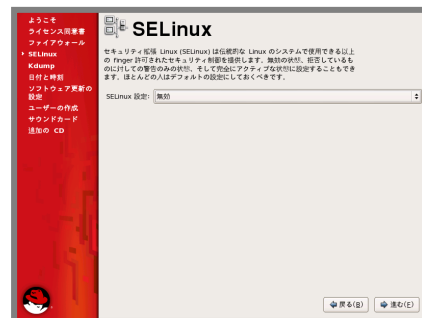 ようこそ
ライセンス同意書
ファイアウォール
SELinux
Kdump
日付と時刻
ソフトウェア更新の
設定
ユーザーの作成
サウンドカード
追加の CD
SELinux
セキュリティ拡張 Linux (SELinux) は伝統的な Linux のシステムで使用できる以上
の finger 許可されたセキュリティ制御を提供します。無効の状態、拒否しているも
のに対しての警告のみの状態、そして完全にアクティブな状態に設定することもでき
ます。ほとんどの人はデフォルトの設定にしておくべきです。
SELinux 設定: 無効
戻る(B)
進む(F)